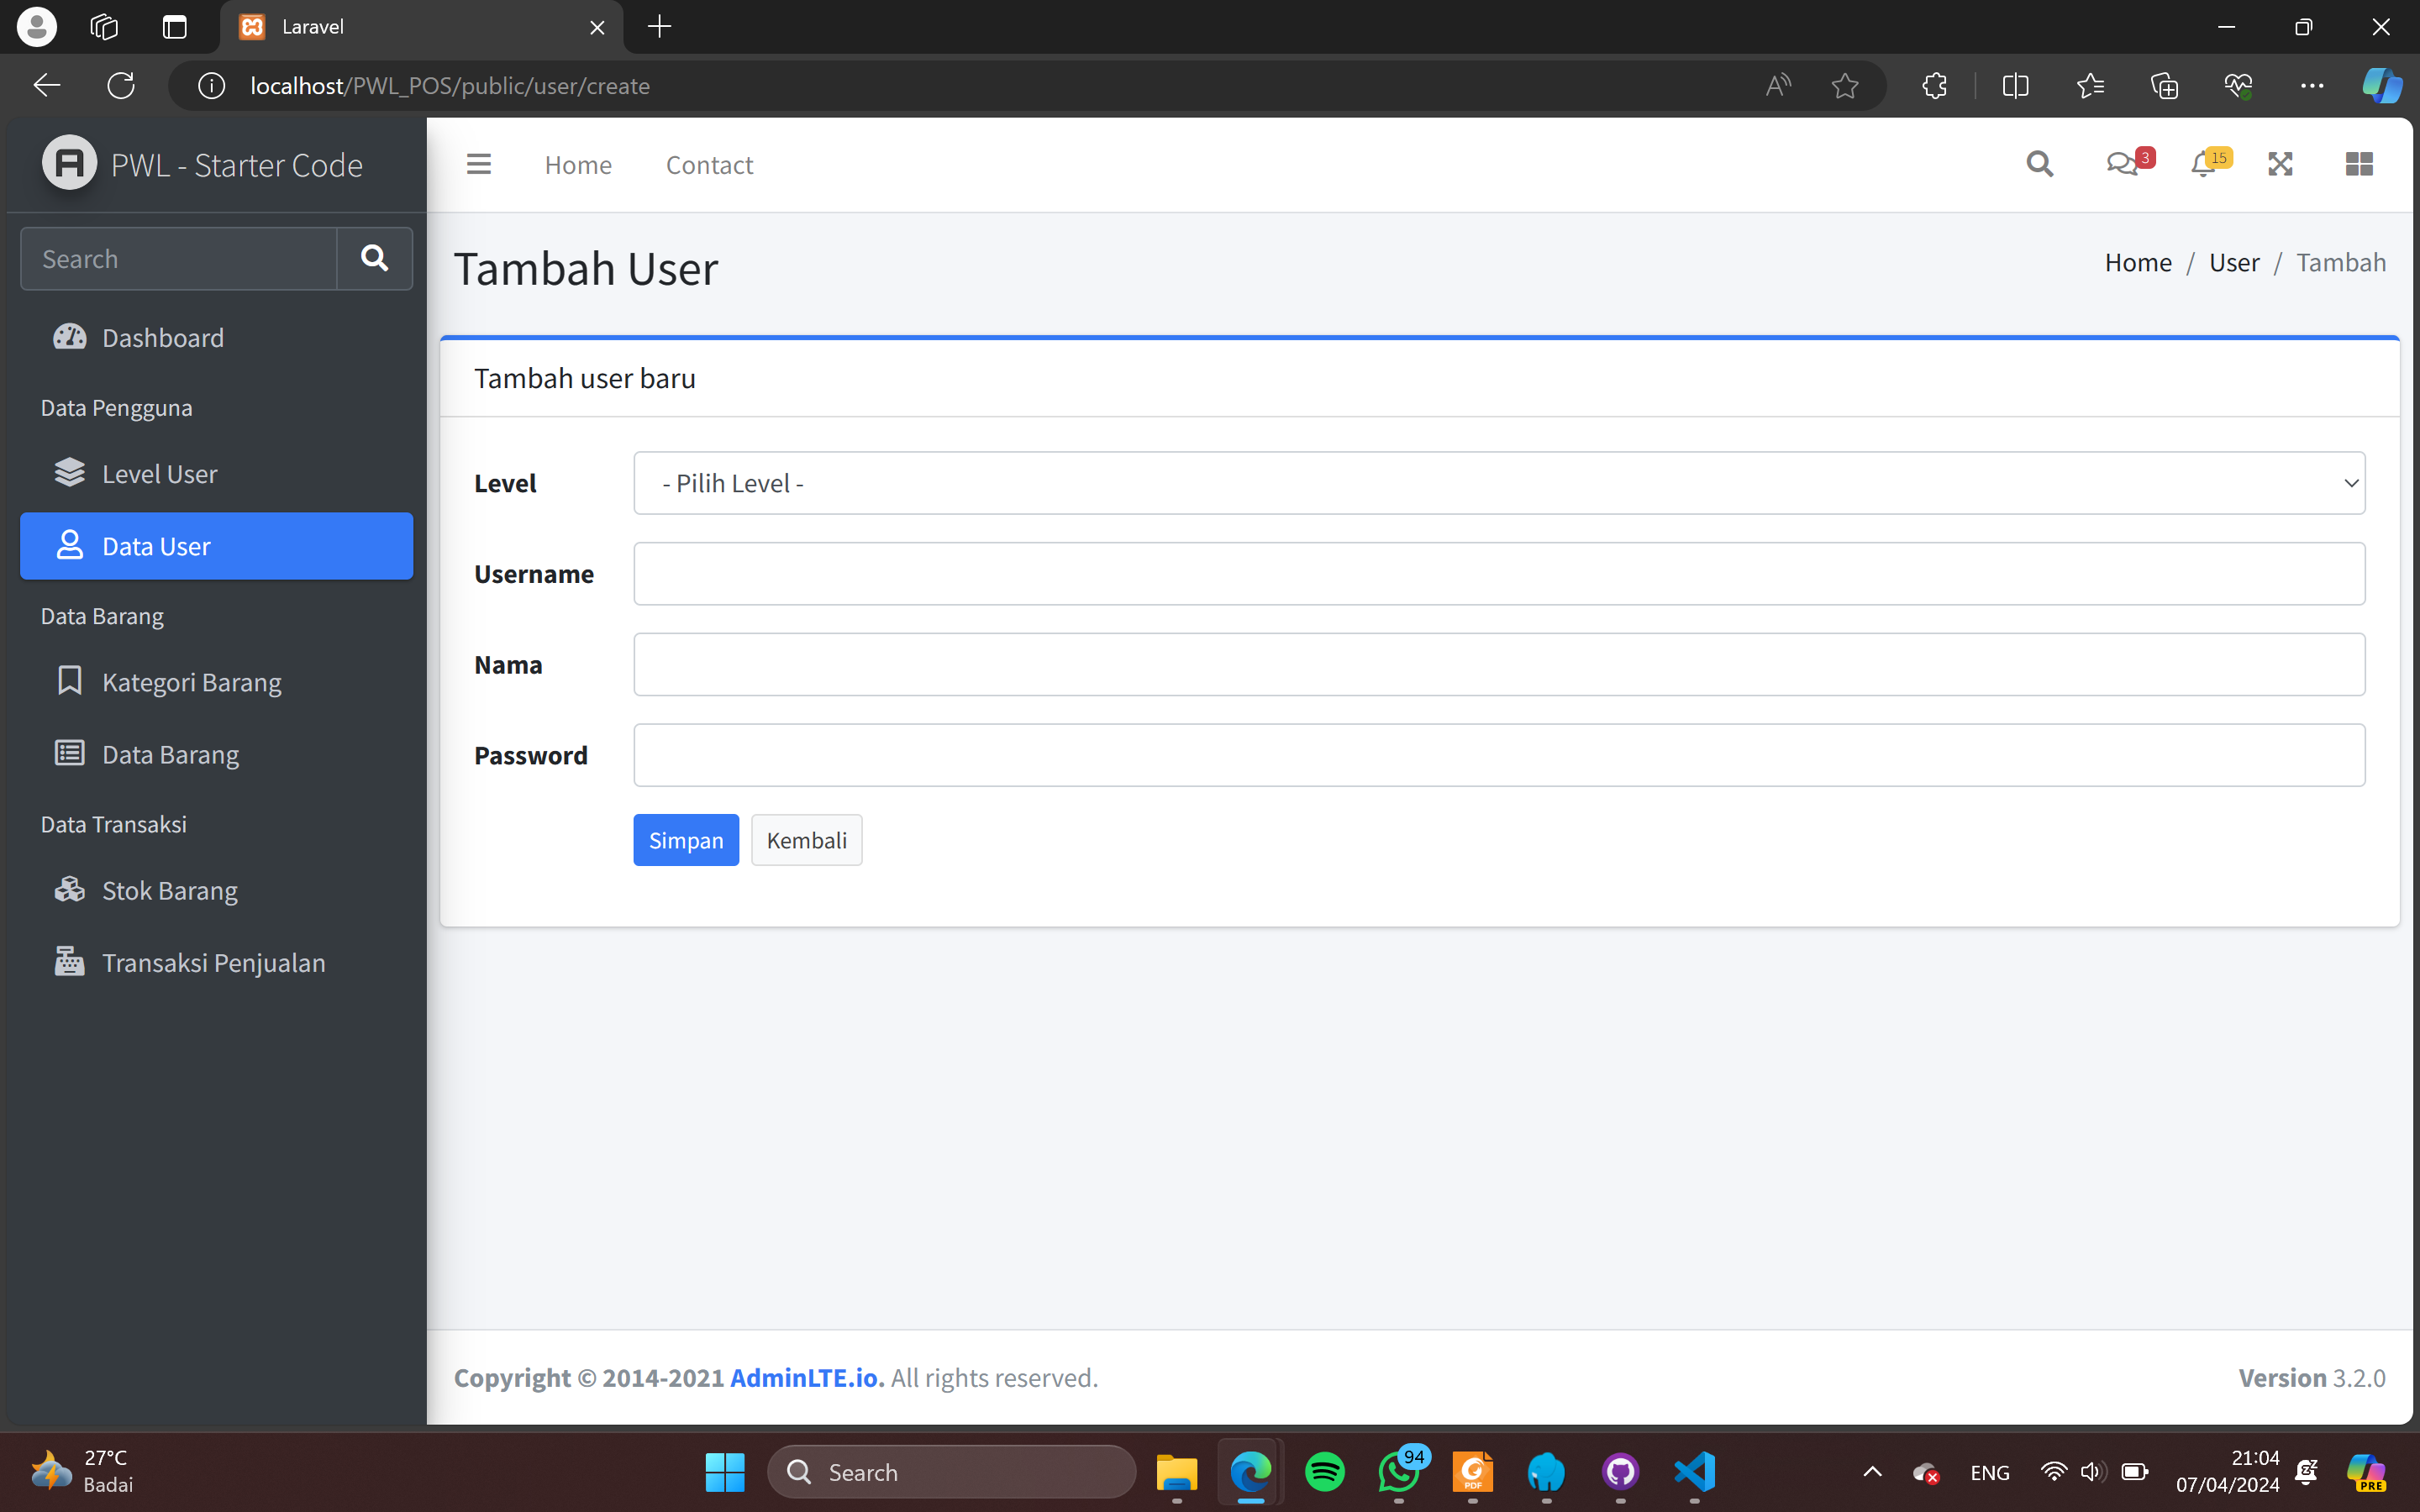 Laravel
localhost/PWL_POS/public/user/create
PWL - Starter Code
Home
Contact
3
15
Search
Tambah User
Home / User / Tambah
Dashboard
Data Pengguna
Level User
Data User
Data Barang
Kategori Barang
Data Barang
Data Transaksi
Stok Barang
Transaksi Penjualan
Tambah user baru
Level
- Pilih Level -
Username
Nama
Password
Simpan
Kembali
Copyright © 2014-2021 AdminLTE.io. All rights reserved.
Version 3.2.0
27°C
Badai
Search
94
PDF
ENG
21:04
07/04/2024
PRE